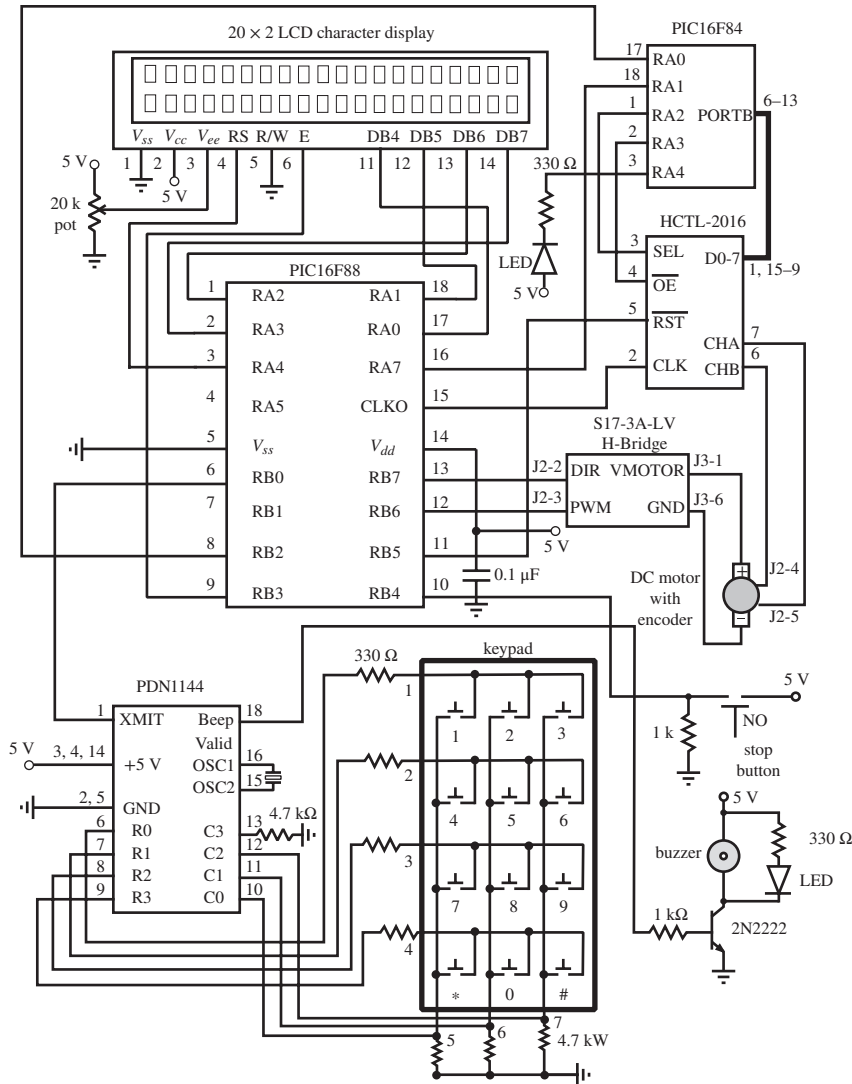 20 × 2 LCD character display
V_ss V_cc V_ee RS R/W E DB4 DB5 DB6 DB7
1 2 3 4 5 6 11 12 13 14
5 V
5 V
20 k
pot
PIC16F84
17 RA0
18 RA1
1 RA2 PORTB 6–13
2 RA3
3 RA4
330 Ω
LED
5 V
HCTL-2016
3 SEL D0-7
1, 15–9
4 OE
5 RST
CHA 7
2 CLK CHB 6
PIC16F88
1 RA2 RA1 18
2 RA3 RA0 17
3 RA4 RA7 16
4 RA5 CLKO 15
5 V_ss V_dd 14
6 RB0 RB7 13
7 RB1 RB6 12
8 RB2 RB5 11
9 RB3 RB4 10
5 V
0.1 µF
S17-3A-LV
H-Bridge
J2-2 DIR VMOTOR J3-1
J2-3 PWM GND J3-6
DC motor
with
encoder
+
−
J2-4
J2-5
5 V
NO
1 k
stop
button
PDN1144
1 XMIT Beep 18
Valid
5 V 3, 4, 14 +5 V OSC1 16
OSC2 15
2, 5 GND
6 R0 C3 13 4.7 kΩ
7 R1 C2 12
8 R2 C1 11
9 R3 C0 10
330 Ω
keypad
1
1 2 3
2
4 5 6
3
7 8 9
4
* 0 #
5 6 7
4.7 kW
5 V
buzzer
330 Ω
LED
1 kΩ
2N2222